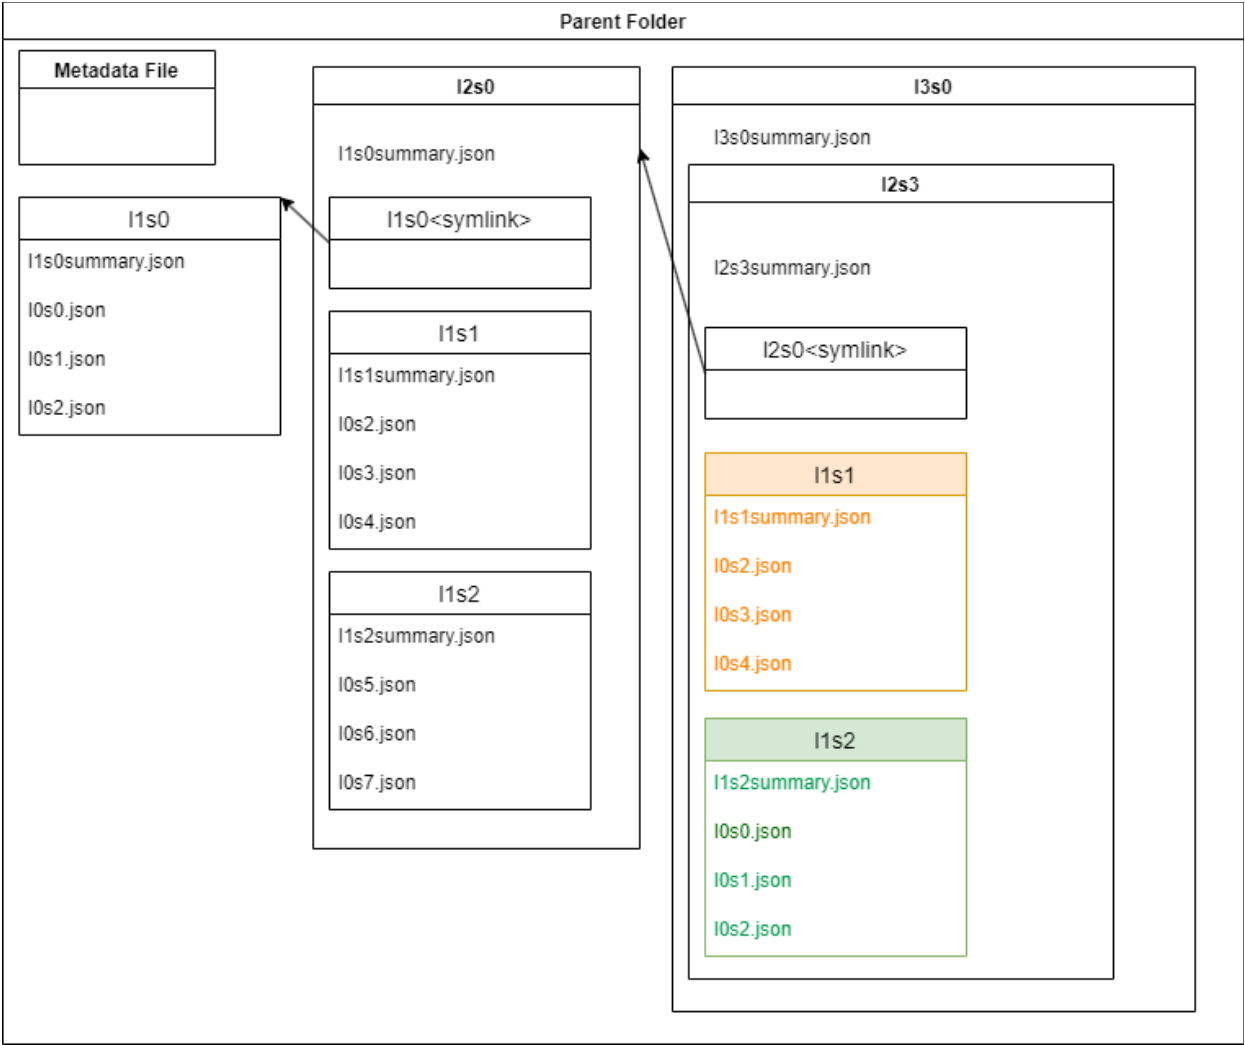 Parent Folder
Metadata File
l1s0
l1s0summary.json
l0s0.json
l0s1.json
l0s2.json
l2s0
l1s0summary.json
l1s0<symlink>
l1s1
l1s1summary.json
l0s2.json
l0s3.json
l0s4.json
l1s2
l1s2summary.json
l0s5.json
l0s6.json
l0s7.json
l3s0
l3s0summary.json
l2s3
l2s3summary.json
l2s0<symlink>
l1s1
l1s1summary.json
l0s2.json
l0s3.json
l0s4.json
l1s2
l1s2summary.json
l0s0.json
l0s1.json
l0s2.json